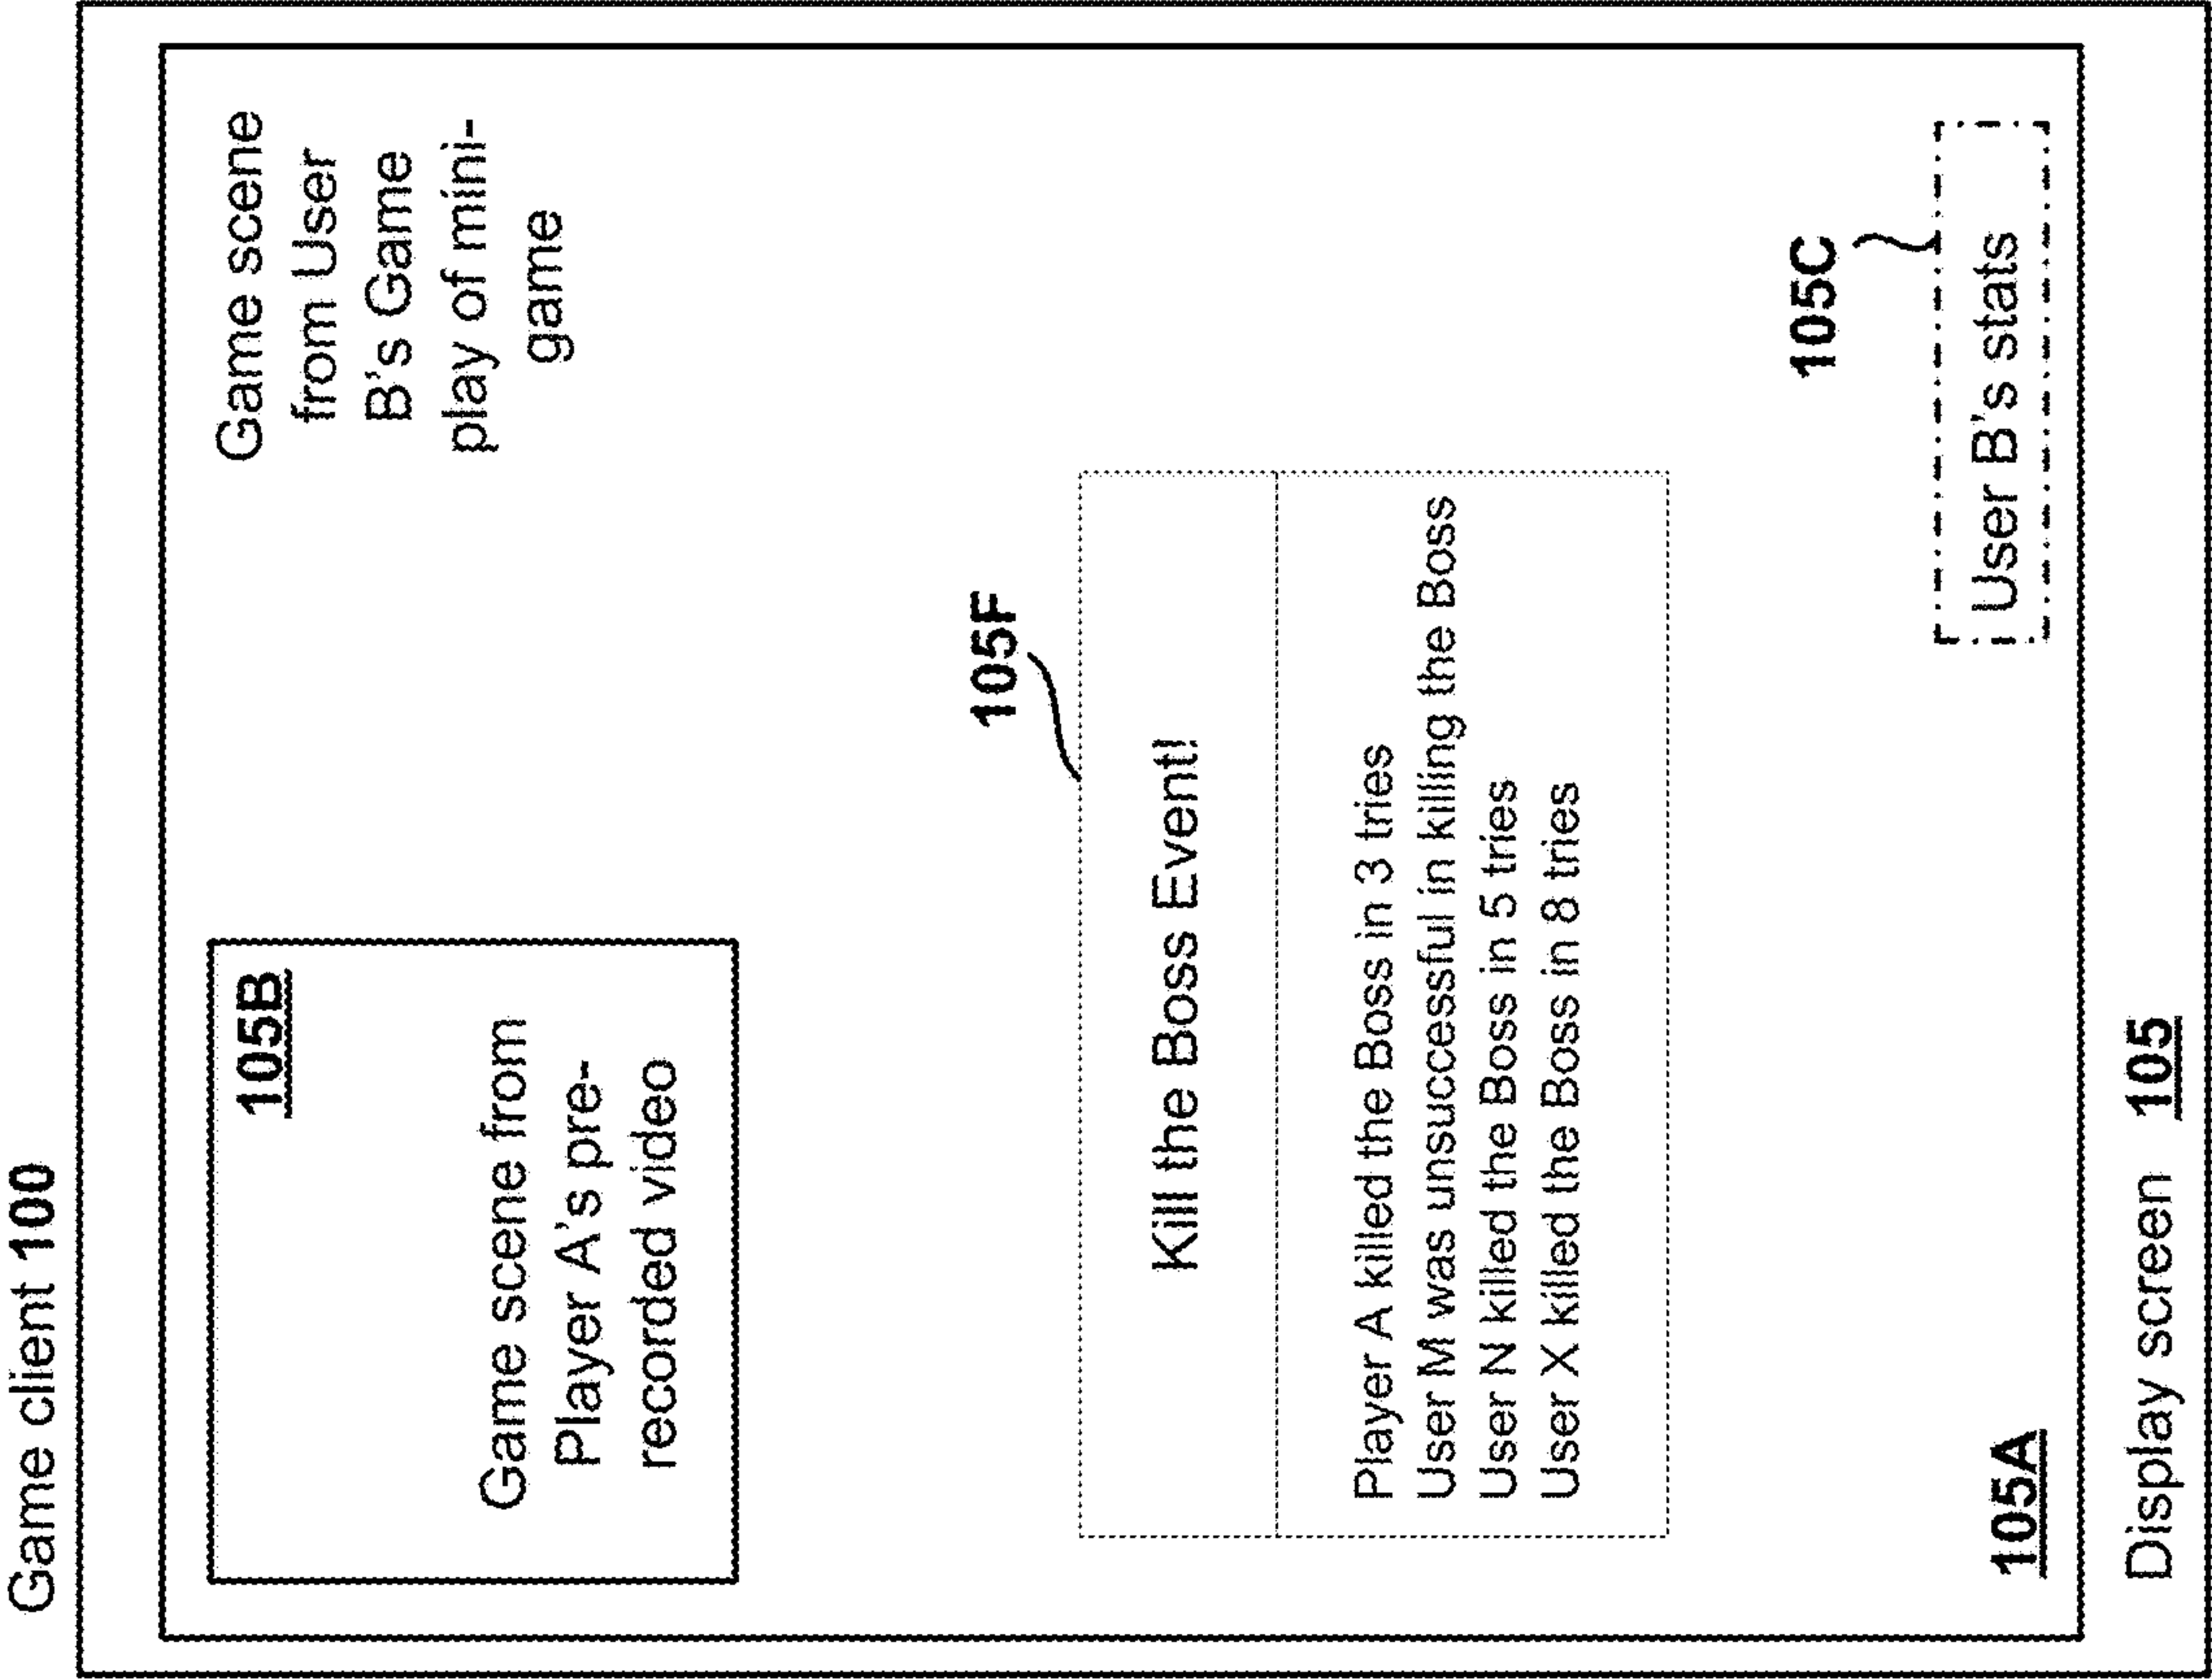 Game client 100
105B
Game scene from
Player A's pre-
recorded video
Game scene
from User
B's Game
play of mini-
game
105F
Kill the Boss Event!
Player A killed the Boss in 3 tries
User M was unsuccessful in killing the Boss
User N killed the Boss in 5 tries
User X killed the Boss in 8 tries
105C
User B's stats
105A
Display screen 105